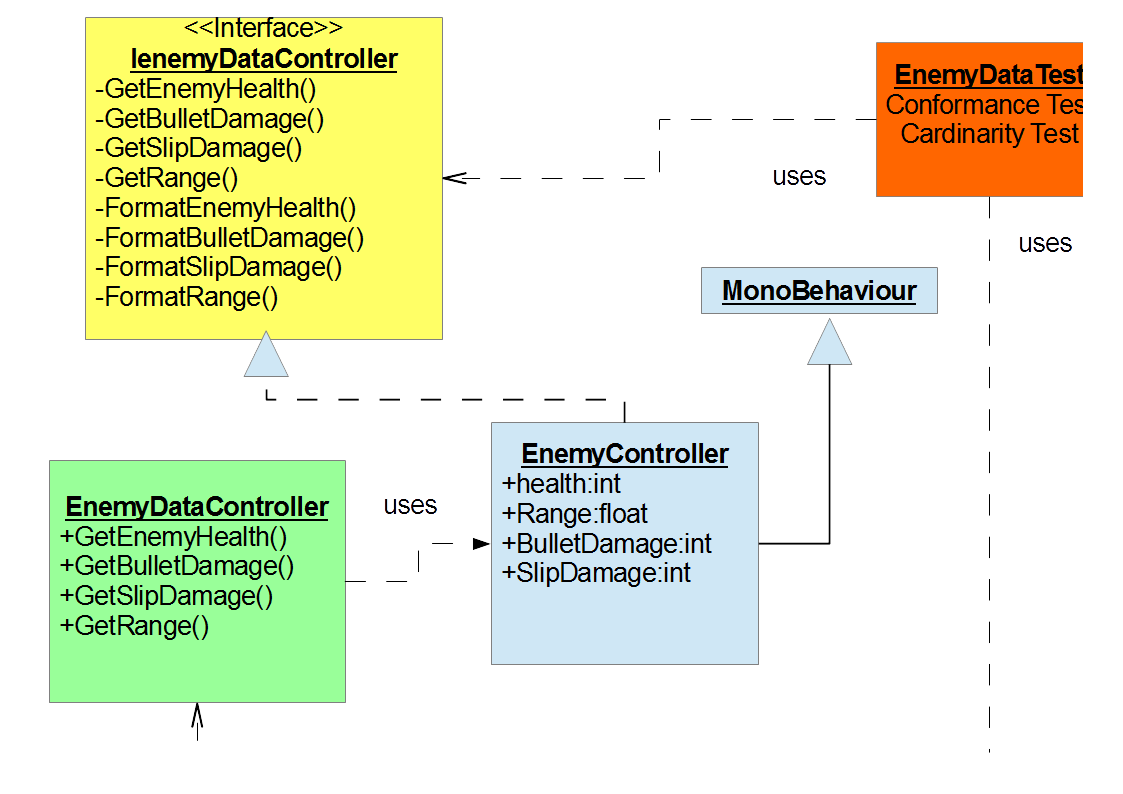 <<Interface>>
IenemyDataController
-GetEnemyHealth()
-GetBulletDamage()
-GetSlipDamage()
-GetRange()
-FormatEnemyHealth()
-FormatBulletDamage()
-FormatSlipDamage()
-FormatRange()
EnemyDataTest
Conformance Tes
Cardinarity Test
uses
uses
MonoBehaviour
EnemyController
+health:int
+Range:float
+BulletDamage:int
+SlipDamage:int
EnemyDataController
+GetEnemyHealth()
+GetBulletDamage()
+GetSlipDamage()
+GetRange()
uses